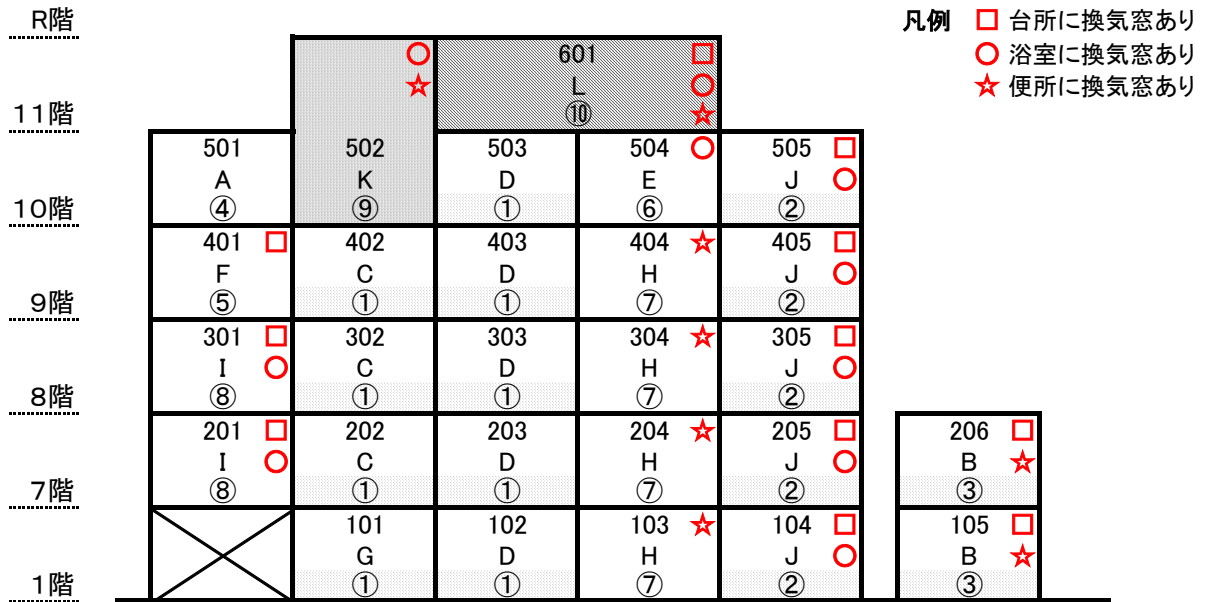 R階
凡例 □ 台所に換気窓あり
○ 浴室に換気窓あり
☆ 便所に換気窓あり
601
L
⑩
11階
501 502 503 504 505
A K D E J
④ ⑨ ① ⑥ ②
10階
401 402 403 404 405
F C D H J
⑤ ① ① ⑦ ②
9階
301 302 303 304 305
I C D H J
⑧ ① ① ⑦ ②
8階
201 202 203 204 205 206
I C D H J B
⑧ ① ① ⑦ ② ③
7階
101 102 103 104 105
G D H J B
① ① ⑦ ② ③
1階